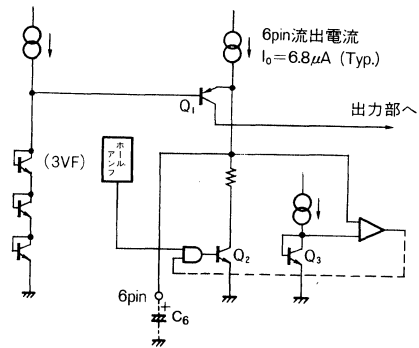 6pin流出電流
I₀=6.8μA (Typ.)
Q₁
出力部へ
(3VF)
ホール
アンプ
Q₂
Q₃
6pin
+
C₆